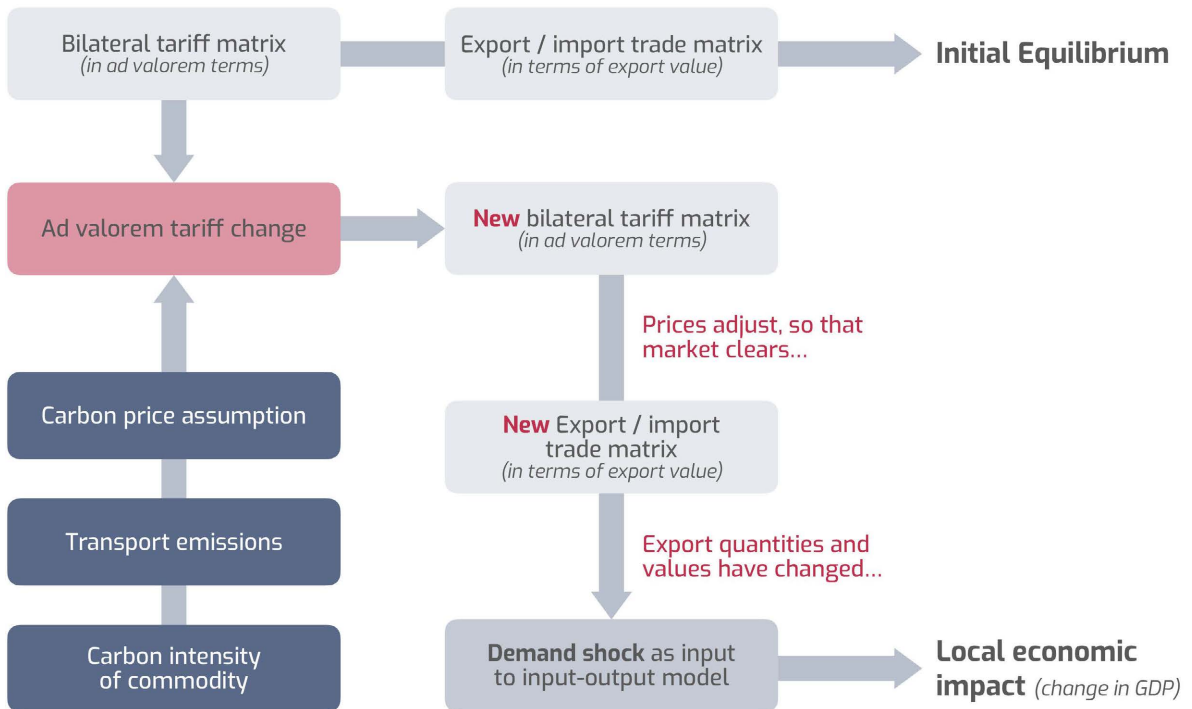 Bilateral tariff matrix
(in ad valorem terms)
Export / import trade matrix
(in terms of export value)
Initial Equilibrium
Ad valorem tariff change
New bilateral tariff matrix
(in ad valorem terms)
Prices adjust, so that
market clears...
Carbon price assumption
New Export / import
trade matrix
(in terms of export value)
Transport emissions
Export quantities and
values have changed...
Carbon intensity
of commodity
Demand shock as input
to input-output model
Local economic
impact (change in GDP)